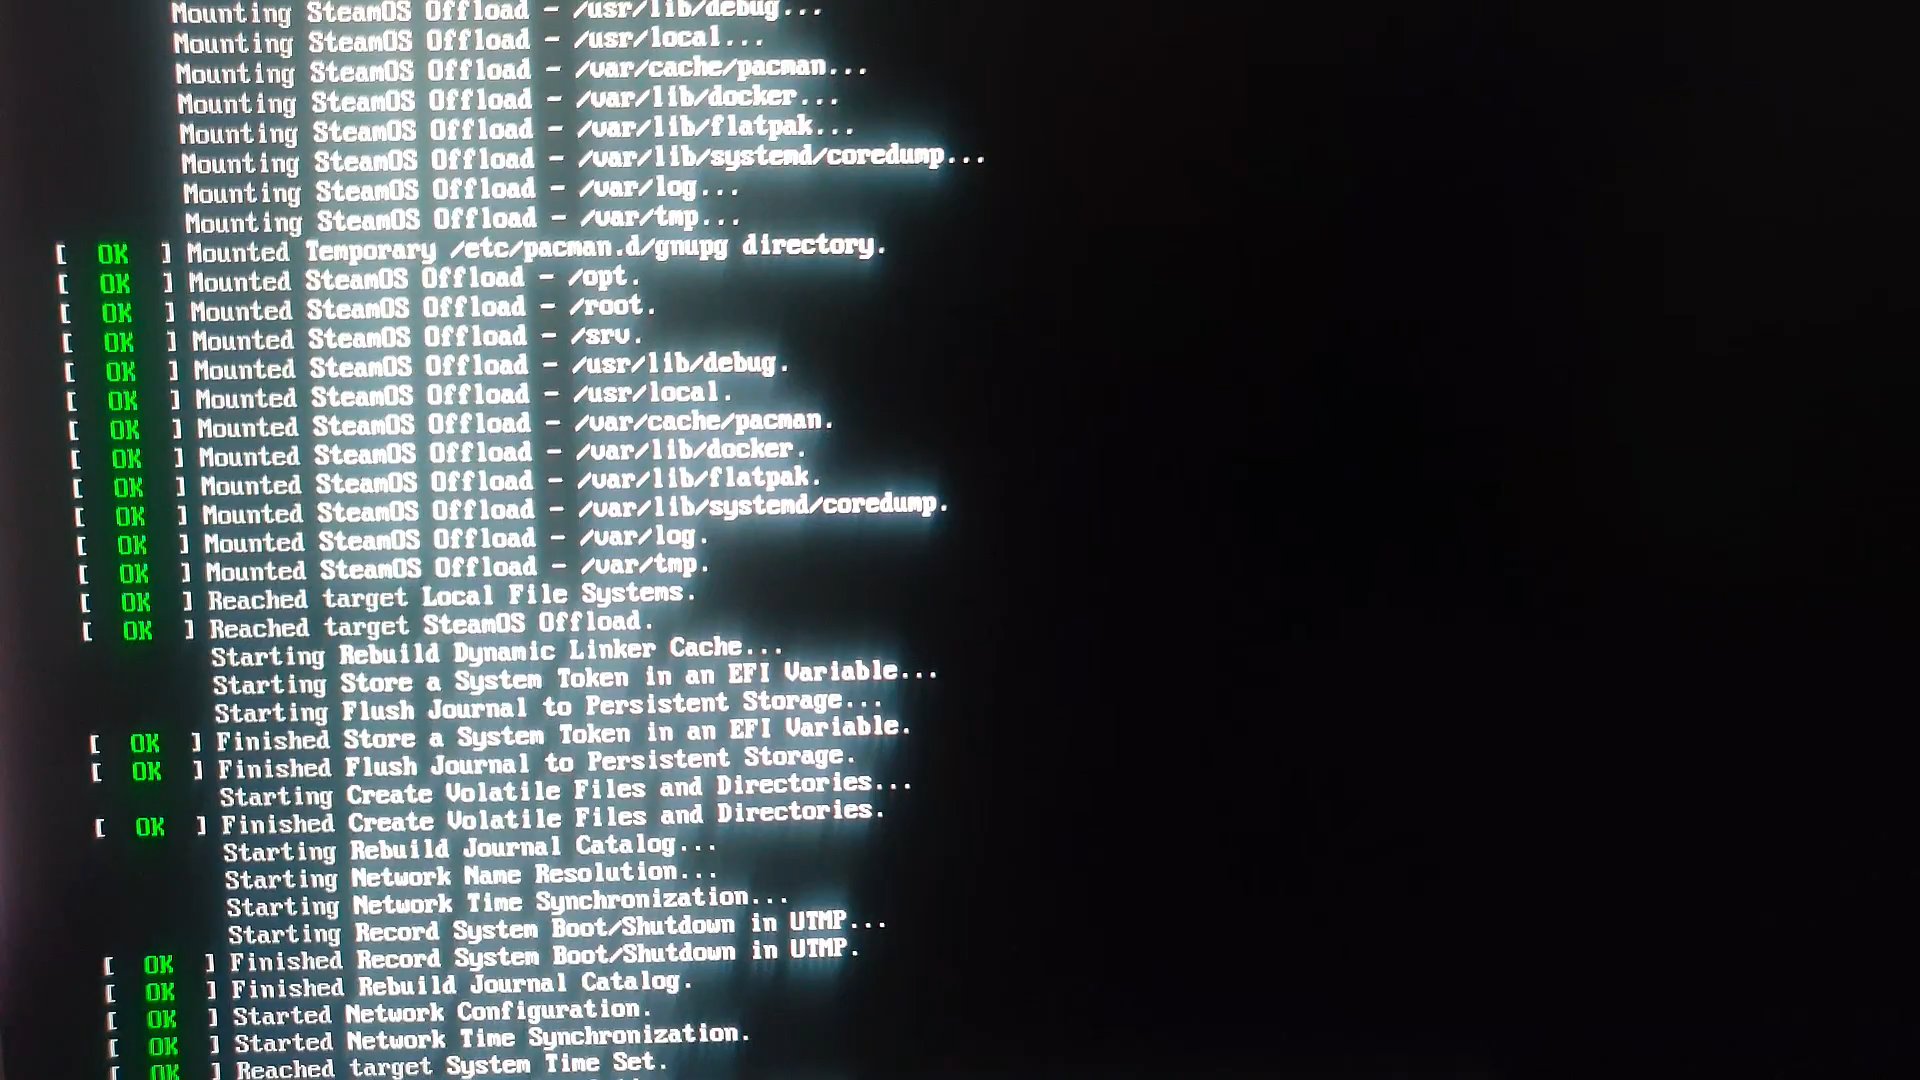 Mounting SteamOS Offload - /usr/lib/debug...
Mounting SteamOS Offload - /usr/local...
Mounting SteamOS Offload - /var/cache/pacman...
Mounting SteamOS Offload - /var/lib/docker...
Mounting SteamOS Offload - /var/lib/flatpak...
Mounting SteamOS Offload - /var/lib/systemd/coredump...
Mounting SteamOS Offload - /var/log...
Mounting SteamOS Offload - /var/tmp...
[ OK ] Mounted Temporary /etc/pacman.d/gnupg directory.
[ OK ] Mounted SteamOS Offload - /opt.
[ OK ] Mounted SteamOS Offload - /root.
[ OK ] Mounted SteamOS Offload - /srv.
[ OK ] Mounted SteamOS Offload - /usr/lib/debug.
[ OK ] Mounted SteamOS Offload - /usr/local.
[ OK ] Mounted SteamOS Offload - /var/cache/pacman.
[ OK ] Mounted SteamOS Offload - /var/lib/docker.
[ OK ] Mounted SteamOS Offload - /var/lib/flatpak.
[ OK ] Mounted SteamOS Offload - /var/lib/systemd/coredump.
[ OK ] Mounted SteamOS Offload - /var/log.
[ OK ] Mounted SteamOS Offload - /var/tmp.
[ OK ] Reached target Local File Systems.
[ OK ] Reached target SteamOS Offload.
Starting Rebuild Dynamic Linker Cache...
Starting Store a System Token in an EFI Variable...
Starting Flush Journal to Persistent Storage...
[ OK ] Finished Store a System Token in an EFI Variable.
[ OK ] Finished Flush Journal to Persistent Storage.
Starting Create Volatile Files and Directories...
[ OK ] Finished Create Volatile Files and Directories.
Starting Rebuild Journal Catalog...
Starting Network Name Resolution...
Starting Network Time Synchronization...
Starting Record System Boot/Shutdown in UTMP...
[ OK ] Finished Record System Boot/Shutdown in UTMP.
[ OK ] Finished Rebuild Journal Catalog.
[ OK ] Started Network Configuration.
[ OK ] Started Network Time Synchronization.
[ OK ] Reached target System Time Set.